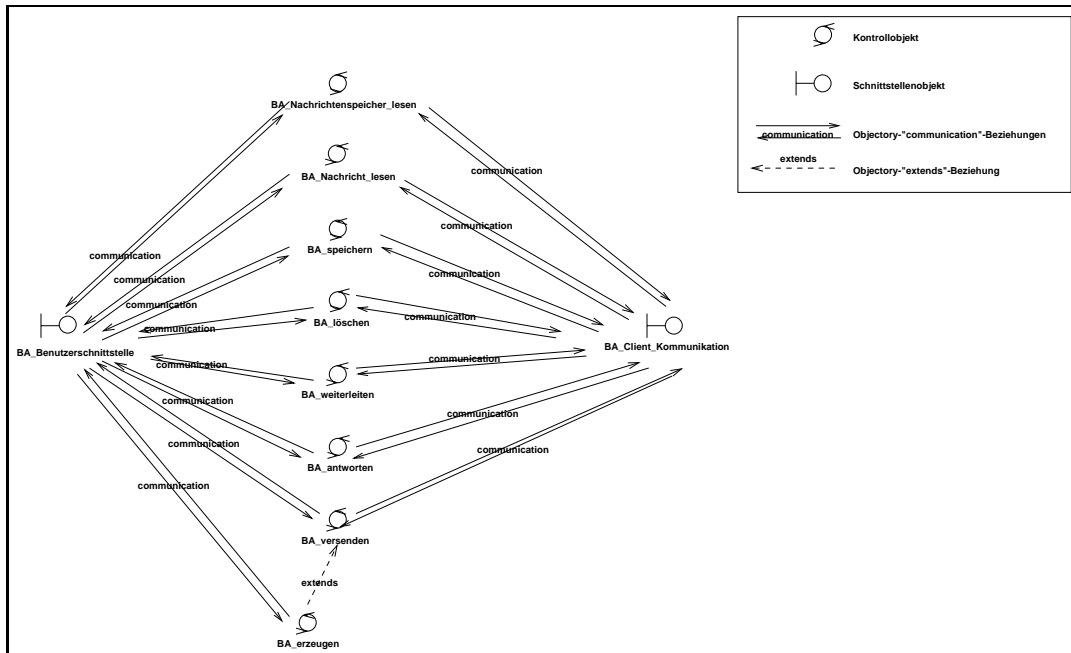 Kontrollobjekt
BA_Nachrichtenspeicher_lesen
Schnittstellenobjekt
communication Objectory-"communication"-Beziehungen
extends
Objectory-"extends"-Beziehung
communication
BA_Nachricht_lesen
communication
BA_speichern
communication
communication
communication
communication
BA_löschen
communication
communication
BA_Benutzerschnittstelle
BA_Client_Kommunikation
communication
communication
BA_weiterleiten
communication
communication
communication
communication
BA_antworten
communication
BA_versenden
extends
BA_erzeugen